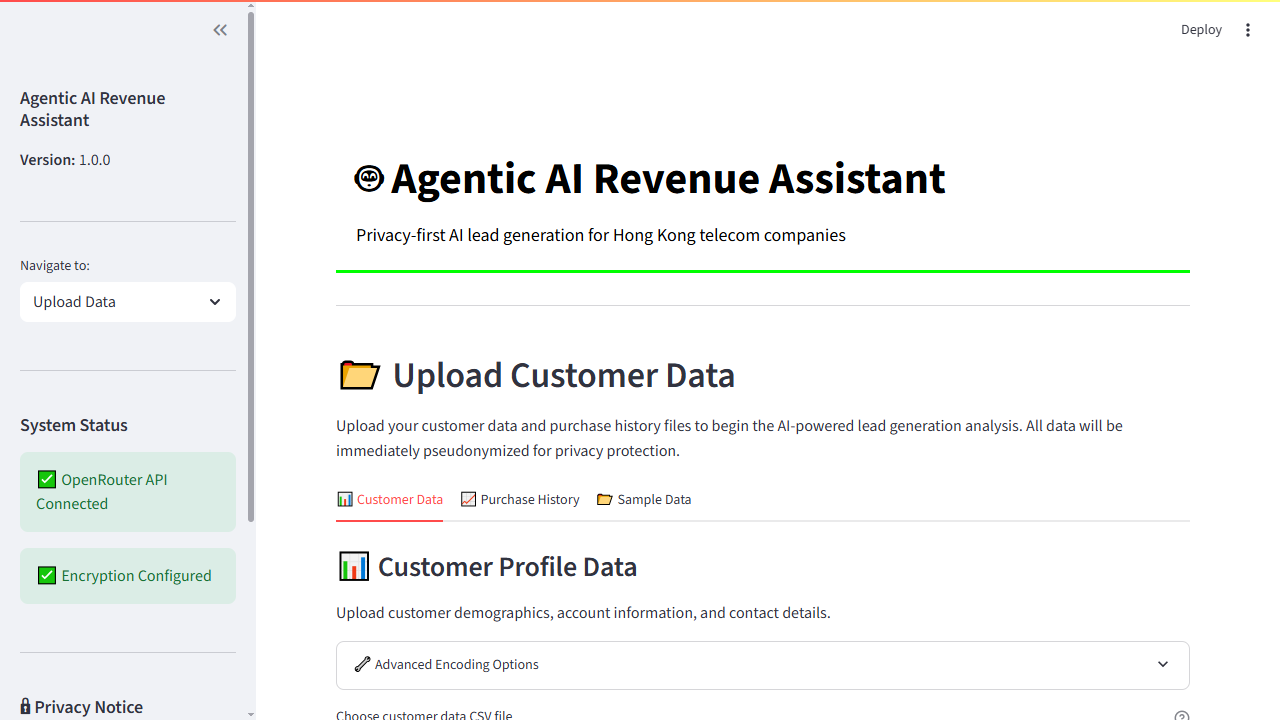 Deploy
Agentic AI Revenue
Assistant
Version: 1.0.0
Navigate to:
Upload Data
System Status
OpenRouter API
Connected
Encryption Configured
Privacy Notice
Agentic AI Revenue Assistant
Privacy-first AI lead generation for Hong Kong telecom companies
Upload Customer Data
Upload your customer data and purchase history files to begin the AI-powered lead generation analysis. All data will be
immediately pseudonymized for privacy protection.
Customer Data Purchase History Sample Data
Customer Profile Data
Upload customer demographics, account information, and contact details.
Advanced Encoding Options
Choose customer data CSV file